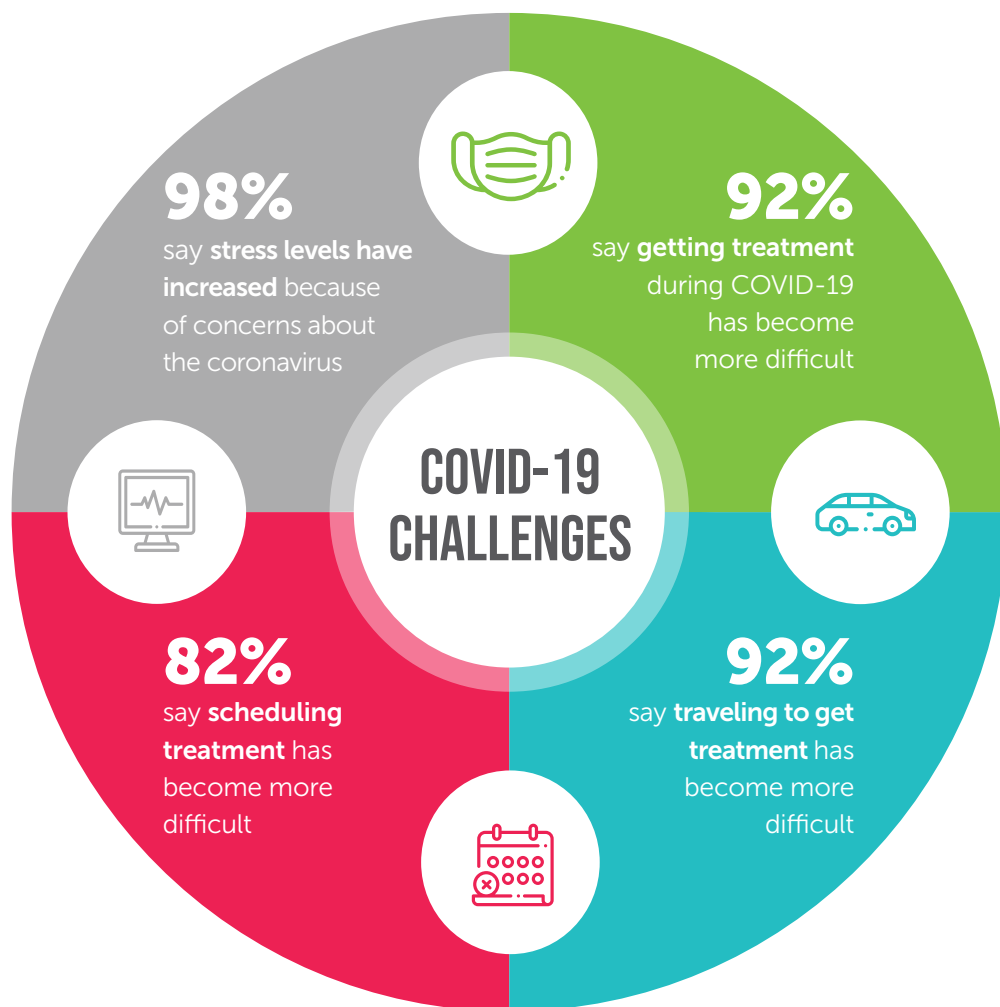 98%
say stress levels have
increased because
of concerns about
the coronavirus
92%
say getting treatment
during COVID-19
has become
more difficult
COVID-19
CHALLENGES
82%
say scheduling
treatment has
become more
difficult
92%
say traveling to get
treatment has
become more
difficult